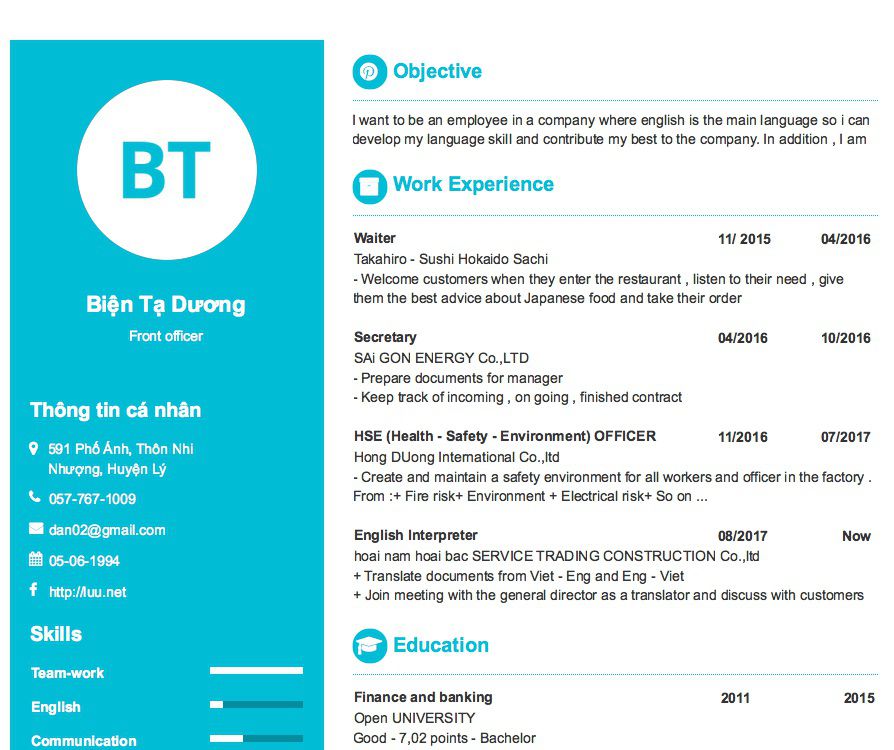 BT
Biện Tạ Dương
Front officer
Thông tin cá nhân
591 Phố Ánh, Thôn Nhi
Nhượng, Huyện Lý
057-767-1009
dan02@gmail.com
05-06-1994
http://luu.net
Skills
Team-work
English
Communication
Objective
I want to be an employee in a company where english is the main language so i can
develop my language skill and contribute my best to the company. In addition , I am
Work Experience
Waiter 11/ 2015 04/2016
Takahiro - Sushi Hokaido Sachi
- Welcome customers when they enter the restaurant , listen to their need , give
them the best advice about Japanese food and take their order
Secretary 04/2016 10/2016
SAi GON ENERGY Co.,LTD
- Prepare documents for manager
- Keep track of incoming , on going , finished contract
HSE (Health - Safety - Environment) OFFICER 11/2016 07/2017
Hong DUong International Co.,ltd
- Create and maintain a safety environment for all workers and officer in the factory .
From :+ Fire risk+ Environment + Electrical risk+ So on ...
English Interpreter 08/2017 Now
hoai nam hoai bac SERVICE TRADING CONSTRUCTION Co.,ltd
+ Translate documents from Viet - Eng and Eng - Viet
+ Join meeting with the general director as a translator and discuss with customers
Education
Finance and banking 2011 2015
Open UNIVERSITY
Good - 7,02 points - Bachelor